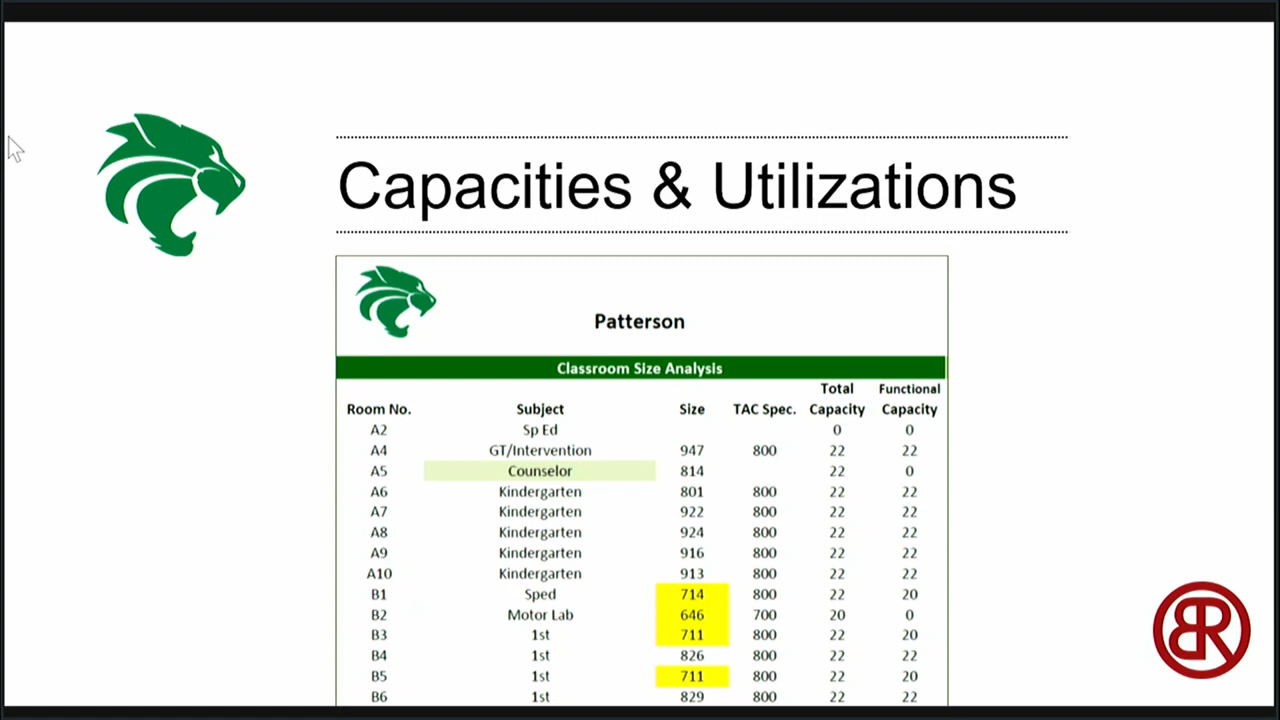 Capacities & Utilizations
Patterson
Classroom Size Analysis
Total Functional
Room No. Subject Size TAC Spec. Capacity Capacity
A2 Sp Ed 0 0
A4 GT/Intervention 947 800 22 22
A5 Counselor 814 22 0
A6 Kindergarten 801 800 22 22
A7 Kindergarten 922 800 22 22
A8 Kindergarten 924 800 22 22
A9 Kindergarten 916 800 22 22
A10 Kindergarten 913 800 22 22
B1 Sped 714 800 22 20
B2 Motor Lab 646 700 20 0
B3 1st 711 800 22 20
B4 1st 826 800 22 22
B5 1st 711 800 22 20
B6 1st 829 800 22 22
BR